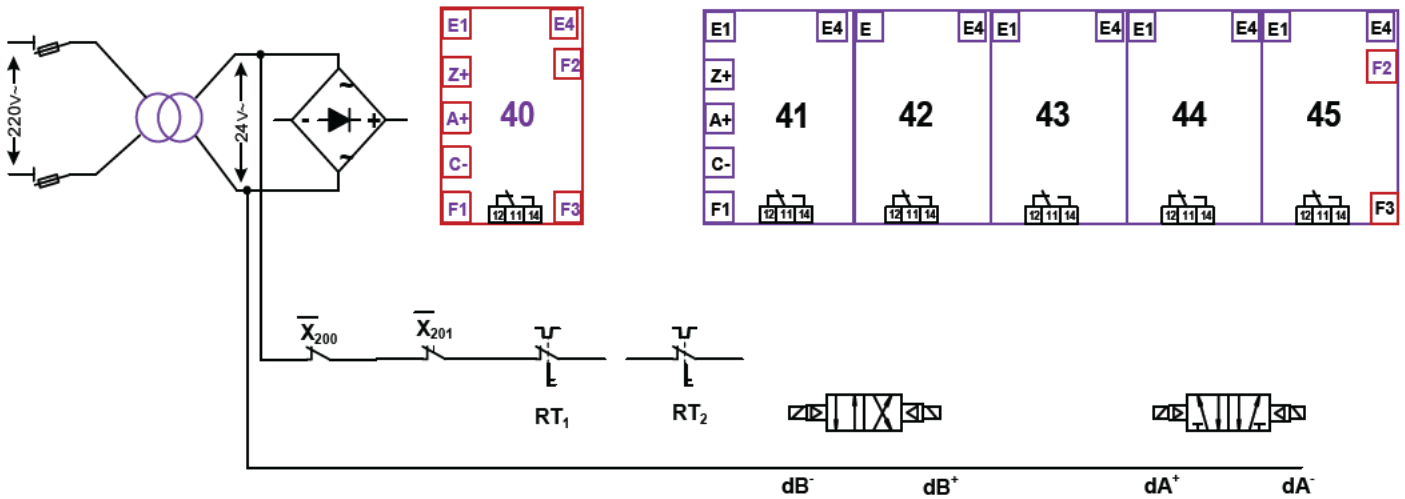 E1 E4 E1 E4 E E4 E1 E4 E1 E4 E1 E4
F2 F2
Z+ Z+
≈220V~ 24V~ - + ~ ~
A+ 40 A+ 41 42 43 44 45
C- C-
F1 12 11 14 F3 F1 12 11 14 12 11 14 12 11 14 12 11 14 12 11 14 F3
X̅₂₀₀ X̅₂₀₁
RT₁ RT₂
dB⁻ dB⁺ dA⁺ dA⁻